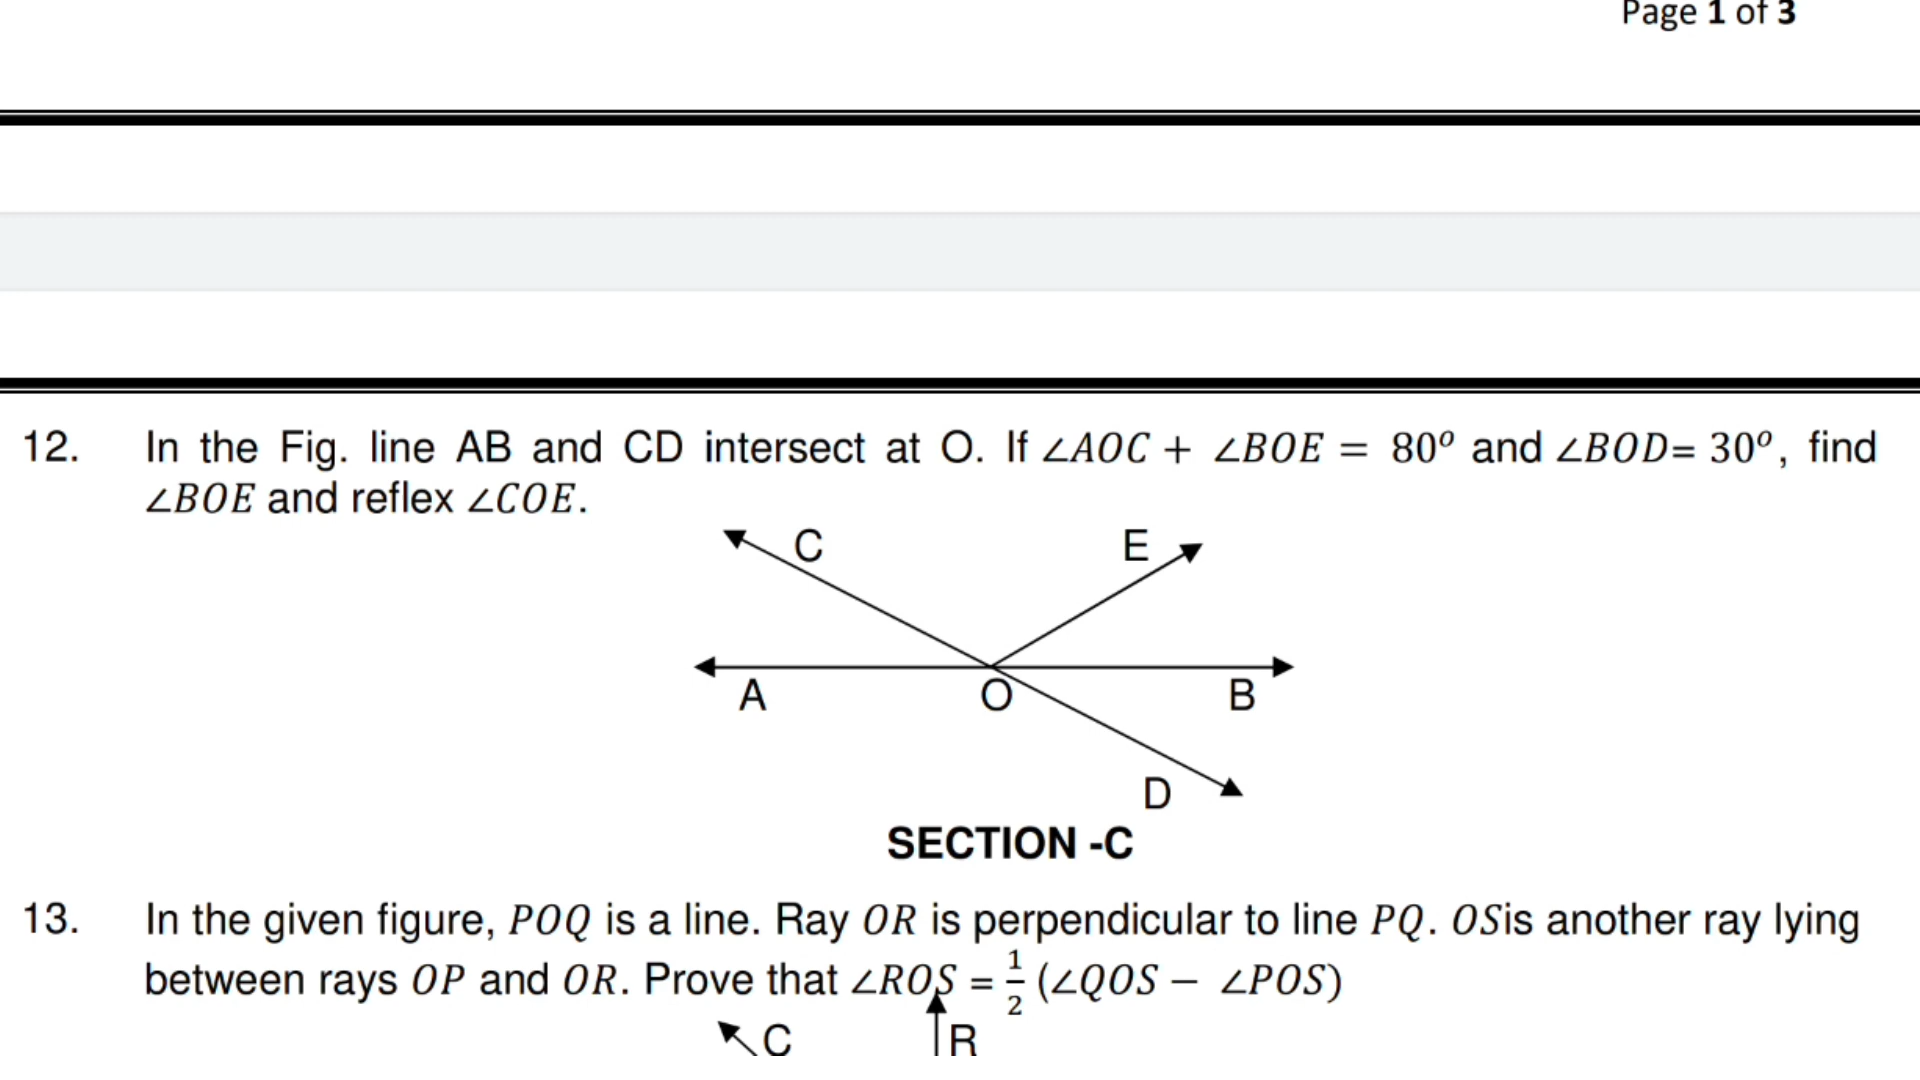 Page 1 of 3
12. In the Fig. line AB and CD intersect at O. If ∠AOC + ∠BOE = 80° and ∠BOD= 30°, find
∠BOE and reflex ∠COE.
C E
A O B
D
SECTION -C
13. In the given figure, POQ is a line. Ray OR is perpendicular to line PQ. OSis another ray lying
between rays OP and OR. Prove that ∠ROS = 1/2 (∠QOS – ∠POS)
C R